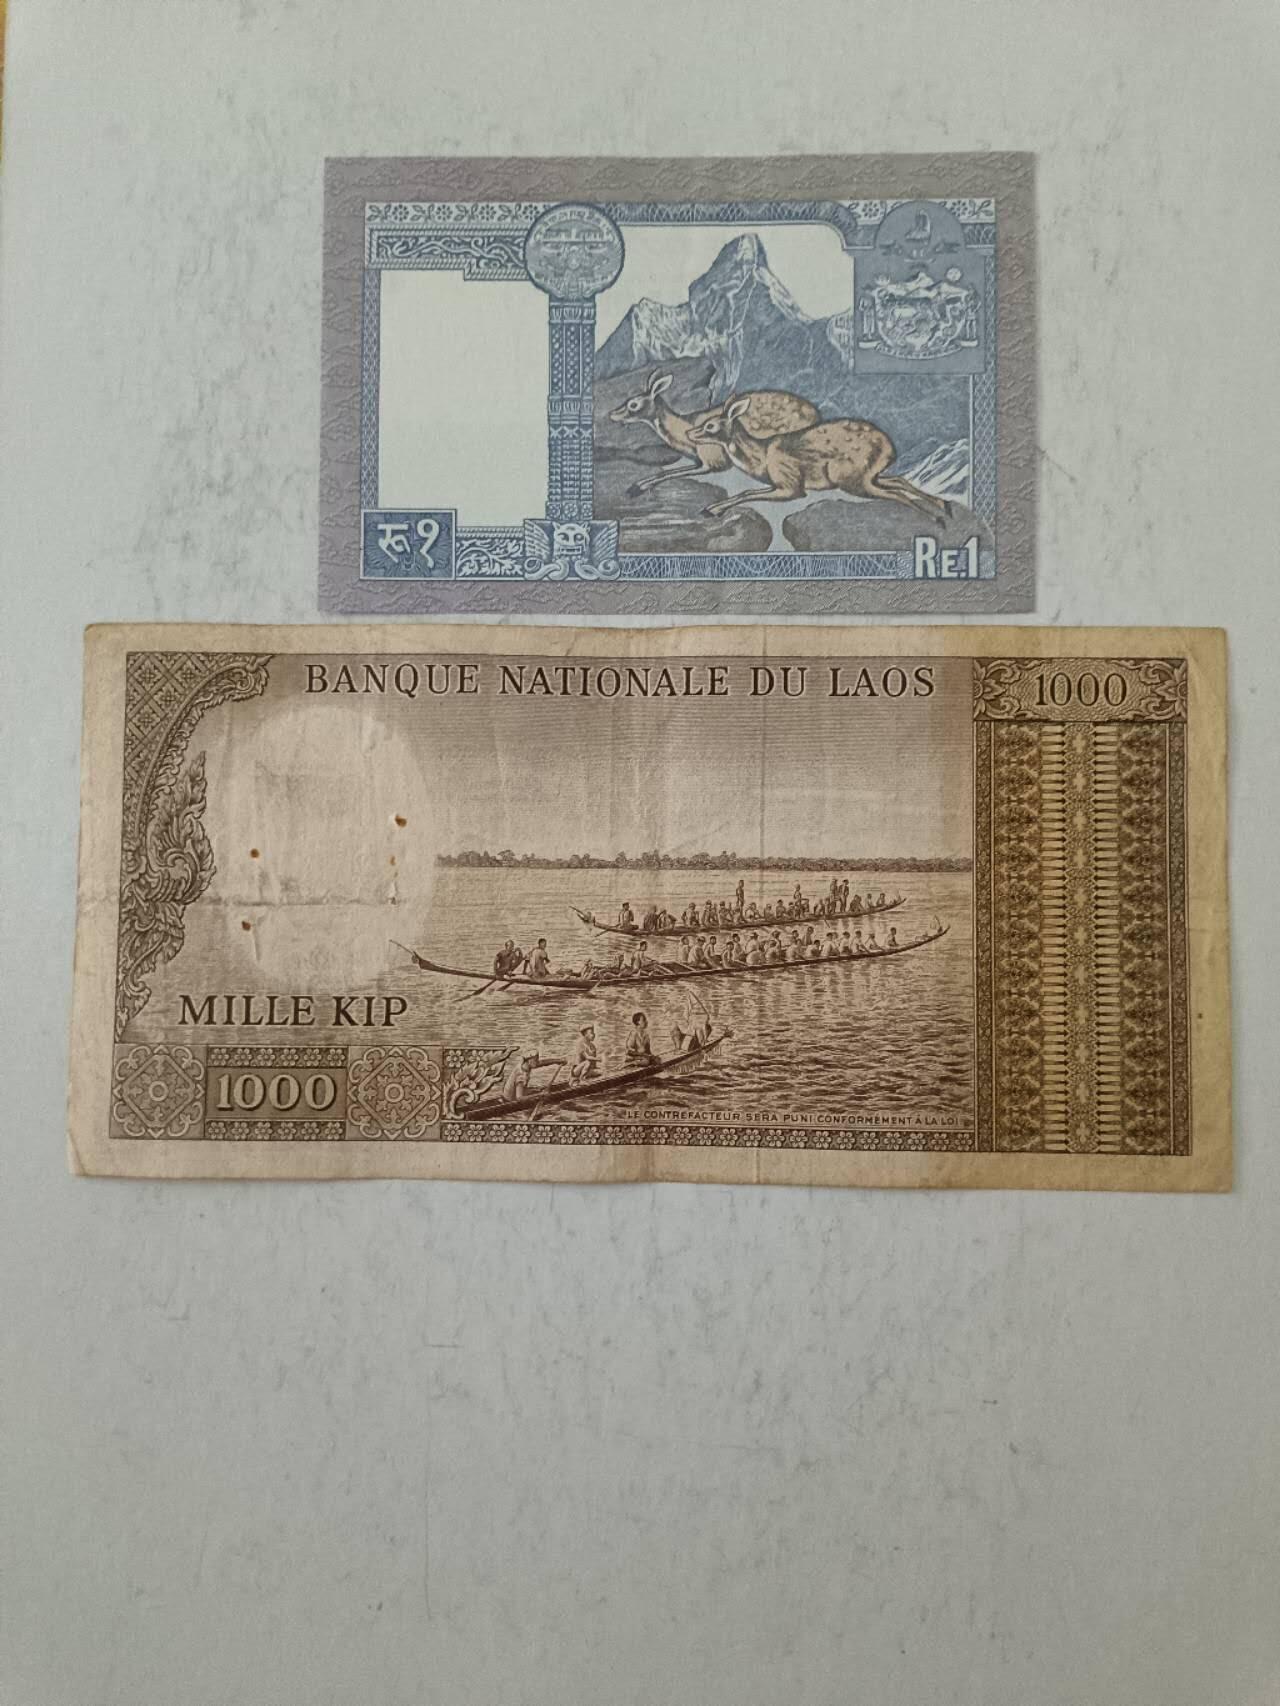 रू १
RE.1
BANQUE NATIONALE DU LAOS
1000
MILLE KIP
1000
LE CONTREFACTEUR SERA PUNI CONFORMÉMENT À LA LOI